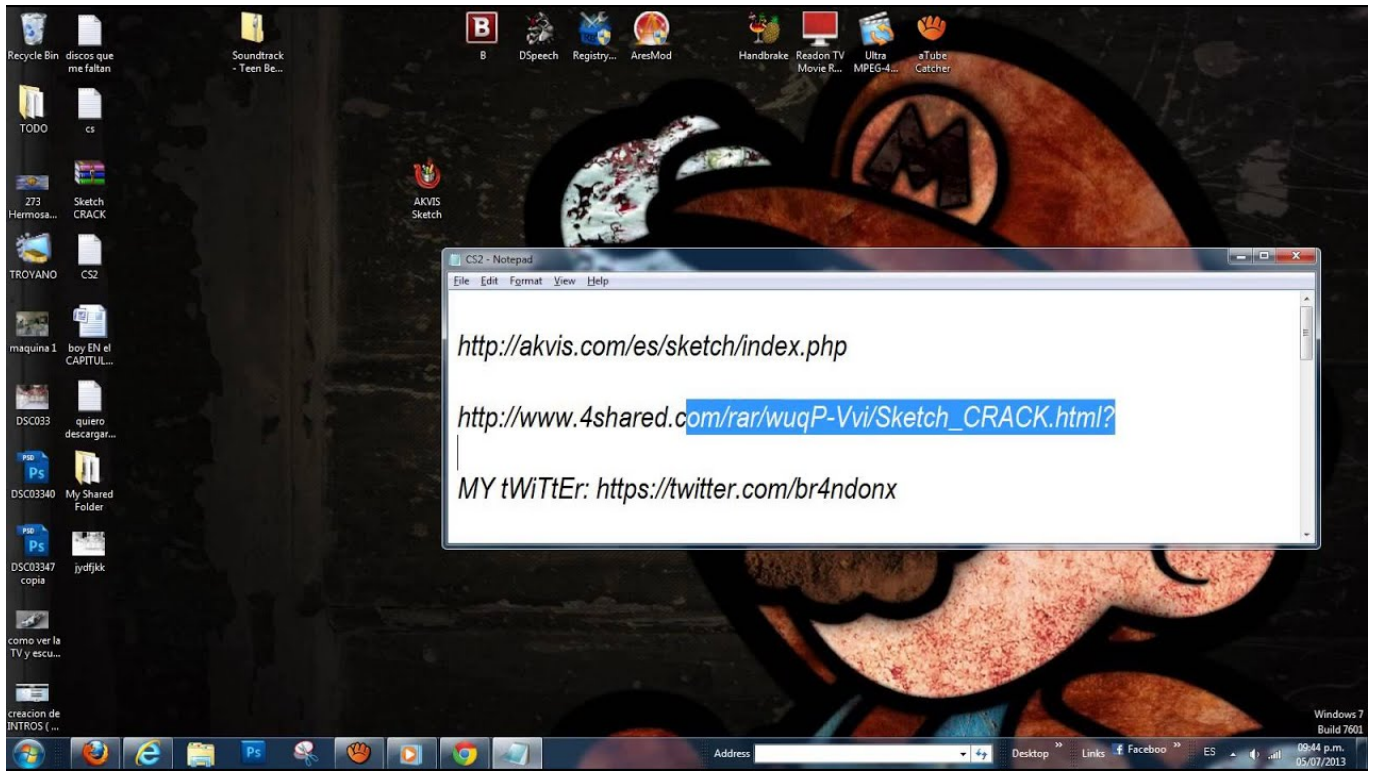 Recycle Bin
discos que
me faltan
Soundtrack
- Teen Be...
B
B
DSpeech
Registry...
AresMod
Handbrake
Readon TV
Movie R...
Ultra
MPEG-4...
aTube
Catcher
TODO
cs
273
Hermosa...
Sketch
CRACK
AKVIS
Sketch
M
TROYANO
CS2
maquina 1
boy EN el
CAPITUL...
DSC033
quiero
descargar...
PSD
Ps
DSC03340
My Shared
Folder
PSD
Ps
DSC03347
copia
jydfjkk
como ver la
TV y escu...
creacion de
INTROS ( ...
CS2 - Notepad
File Edit Format View Help
http://akvis.com/es/sketch/index.php
http://www.4shared.com/rar/wuqP-Vvi/Sketch_CRACK.html?
MY tWiTtEr: https://twitter.com/br4ndonx
Windows 7
Build 7601
Ps
Address
Desktop
Links
Faceboo
ES
09:44 p.m.
05/07/2013